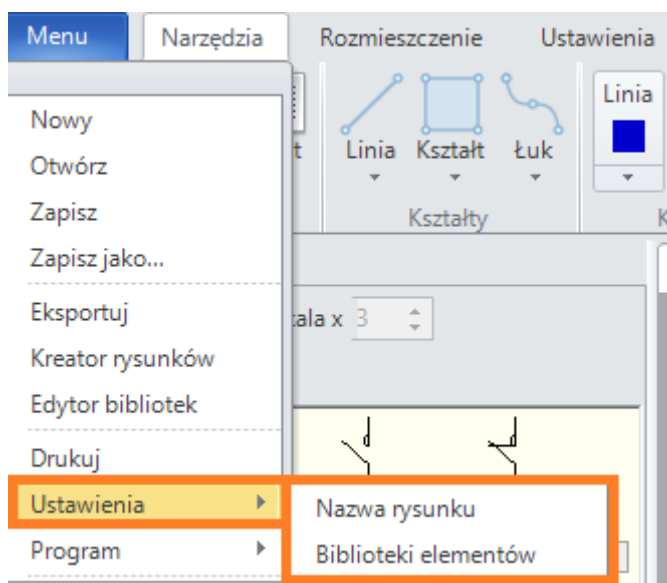 Menu Narzędzia Rozmieszczenie Ustawienia
Nowy
Otwórz
Zapisz
Zapisz jako...
Eksportuj
Kreator rysunków
Edytor bibliotek
Drukuj
Ustawienia
Program
Nazwa rysunku
Biblioteki elementów
Linia Kształt Łuk
Kształty
Linia
x 3